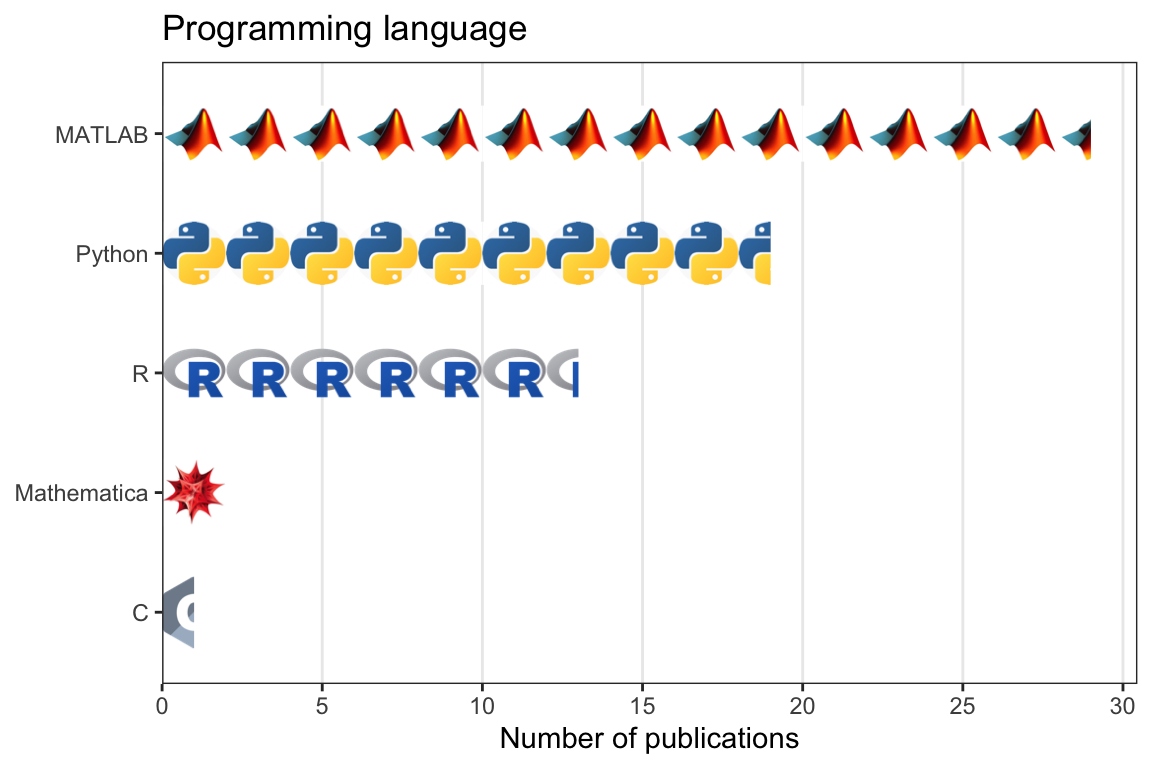 Programming language
MATLAB
Python
R
R R R R R R
Mathematica
C
0 5 10 15 20 25 30
Number of publications